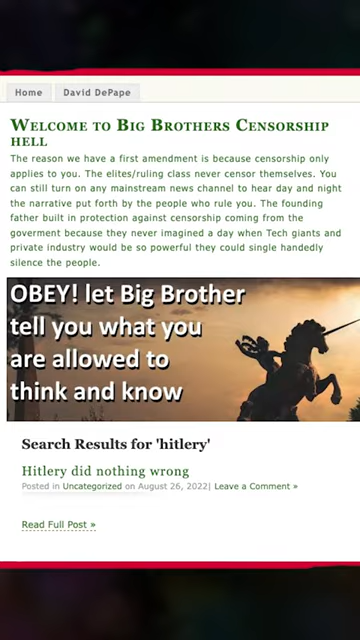 Home
David DePape
Welcome to Big Brothers Censorship
hell
The reason we have a first amendment is because censorship only
applies to you. The elites/ruling class never censor themselves. You
can still turn on any mainstream news channel to hear day and night
the narrative put forth by the people who rule you. The founding
father built in protection against censorship coming from the
goverment because they never imagined a day when Tech giants and
private industry would be so powerful they could single handedly
silence the people.
OBEY! let Big Brother
tell you what you
are allowed to
think and know
Search Results for 'hitlery'
Hitlery did nothing wrong
Posted in Uncategorized on August 26, 2022| Leave a Comment »
Read Full Post »